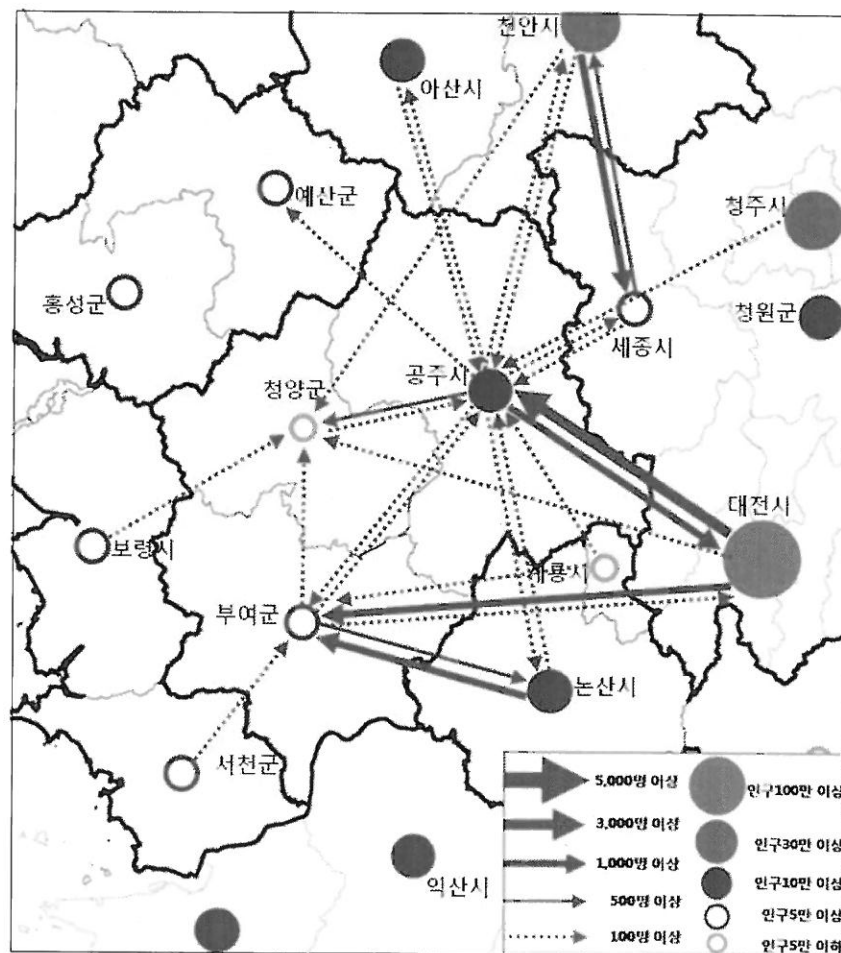 천안시
아산시
예산군
청주시
홍성군
청원군
세종시
공주시
청양군
대전시
보령시
계룡시
부여군
논산시
서천군
익산시
5,000명 이상
인구100만 이상
3,000명 이상
인구30만 이상
1,000명 이상
인구10만 이상
500명 이상
인구5만 이상
100명 이상
인구5만 이하